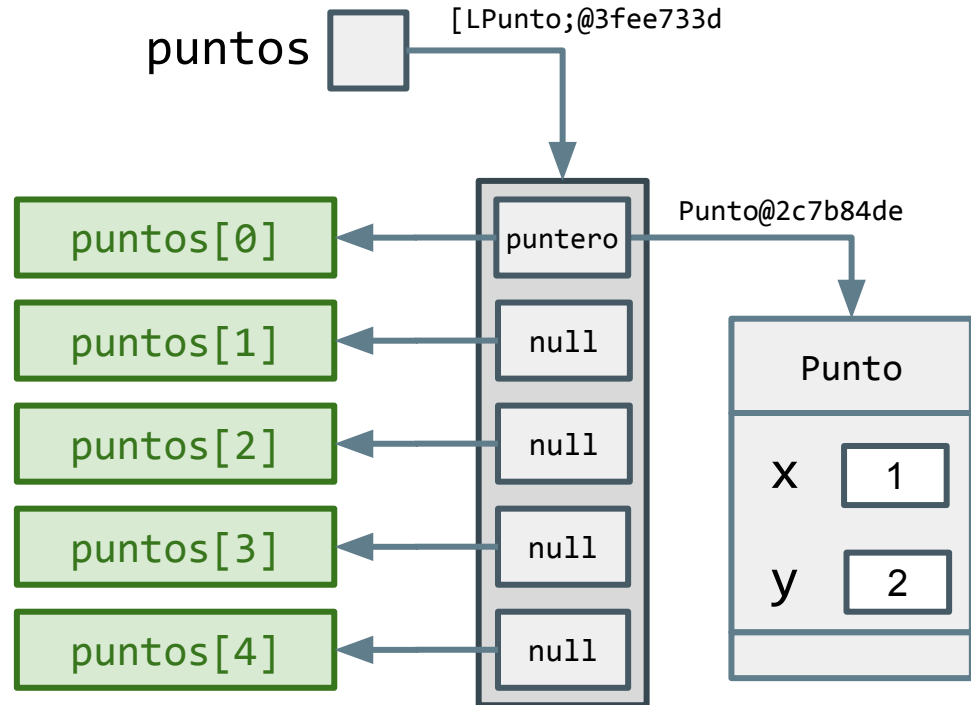 puntos
[LPunto;@3fee733d
puntos[0]
puntero
Punto@2c7b84de
puntos[1]
null
Punto
puntos[2]
null
x 1
puntos[3]
null
y 2
puntos[4]
null